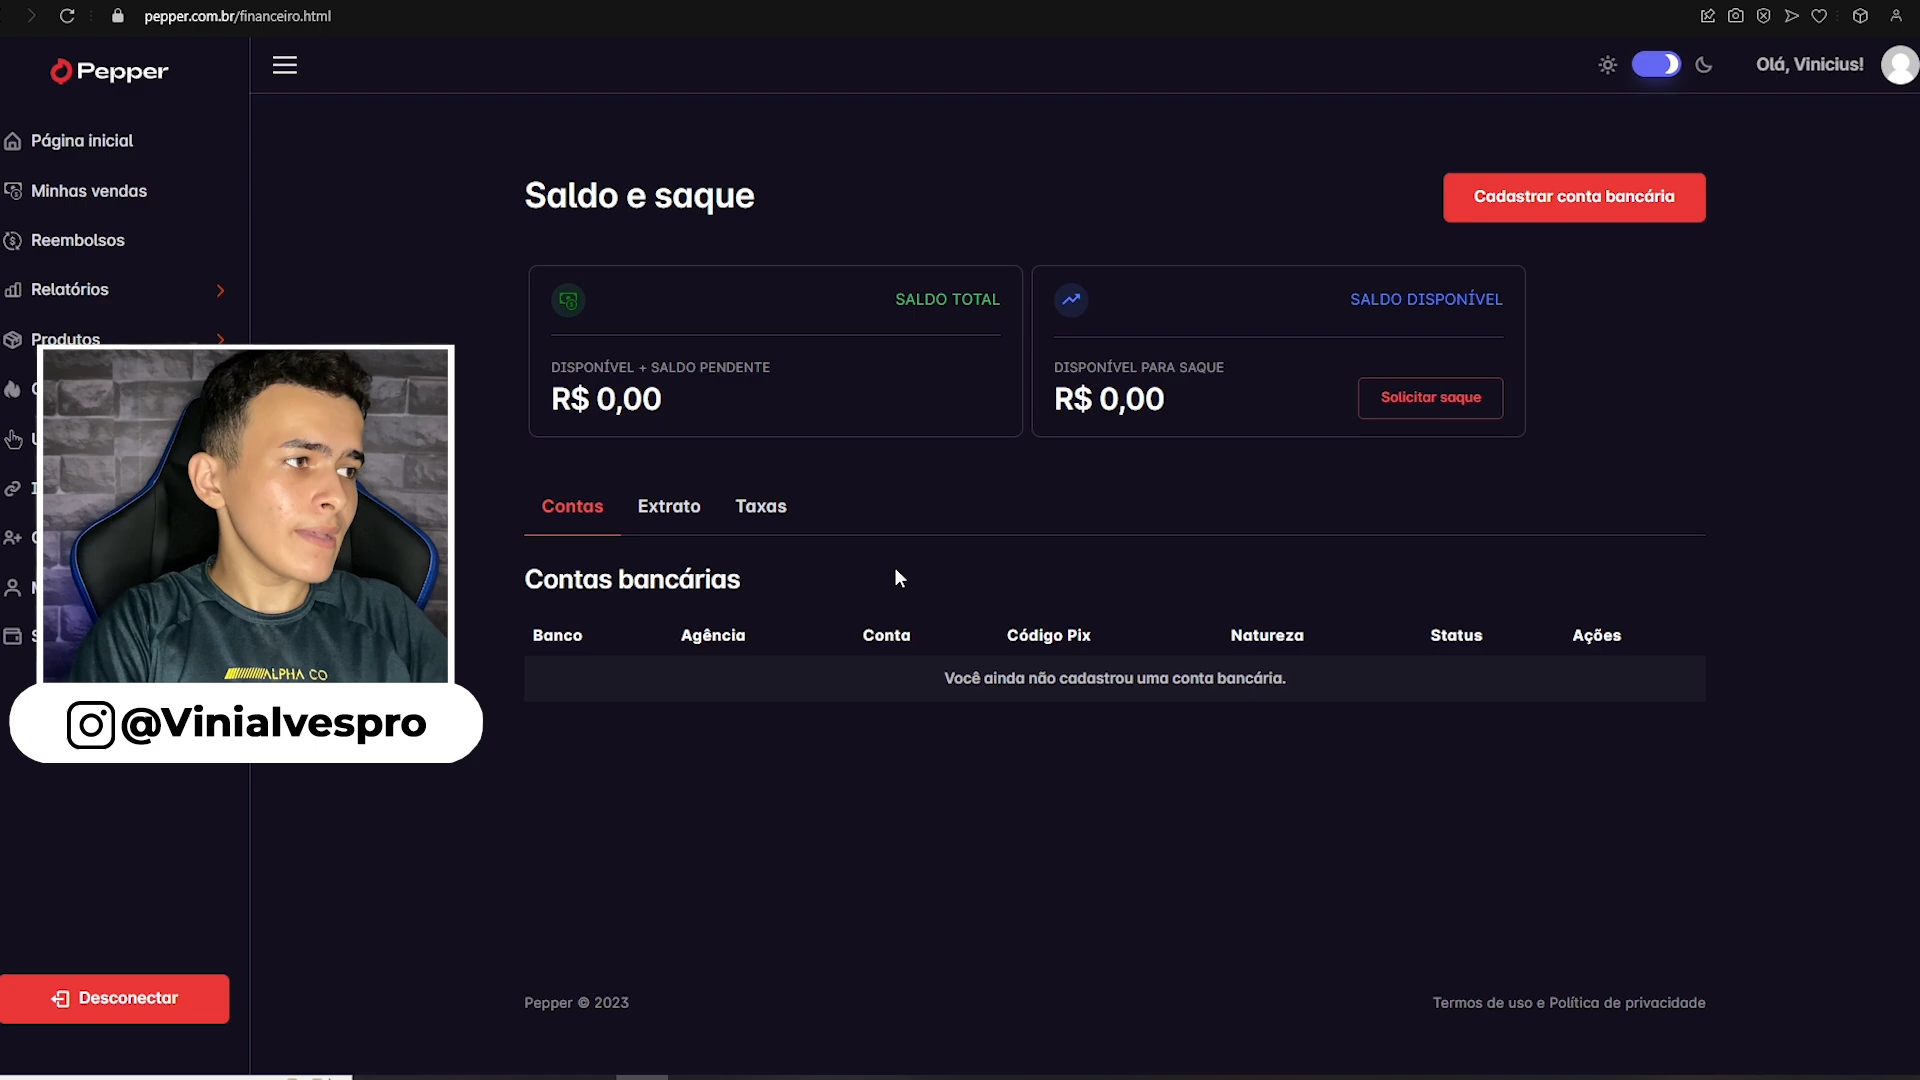 pepper.com.br/financeiro.html
Pepper
Olá, Vinicius!
Página inicial
Minhas vendas
Reembolsos
Relatórios
Produtos
Saldo e saque
Cadastrar conta bancária
SALDO TOTAL
DISPONÍVEL + SALDO PENDENTE
R$ 0,00
SALDO DISPONÍVEL
DISPONÍVEL PARA SAQUE
R$ 0,00
Solicitar saque
Contas Extrato Taxas
Contas bancárias
Banco Agência Conta Código Pix Natureza Status Ações
Você ainda não cadastrou uma conta bancária.
ALPHA CO
@Vinialvespro
Desconectar
Pepper © 2023
Termos de uso e Política de privacidade